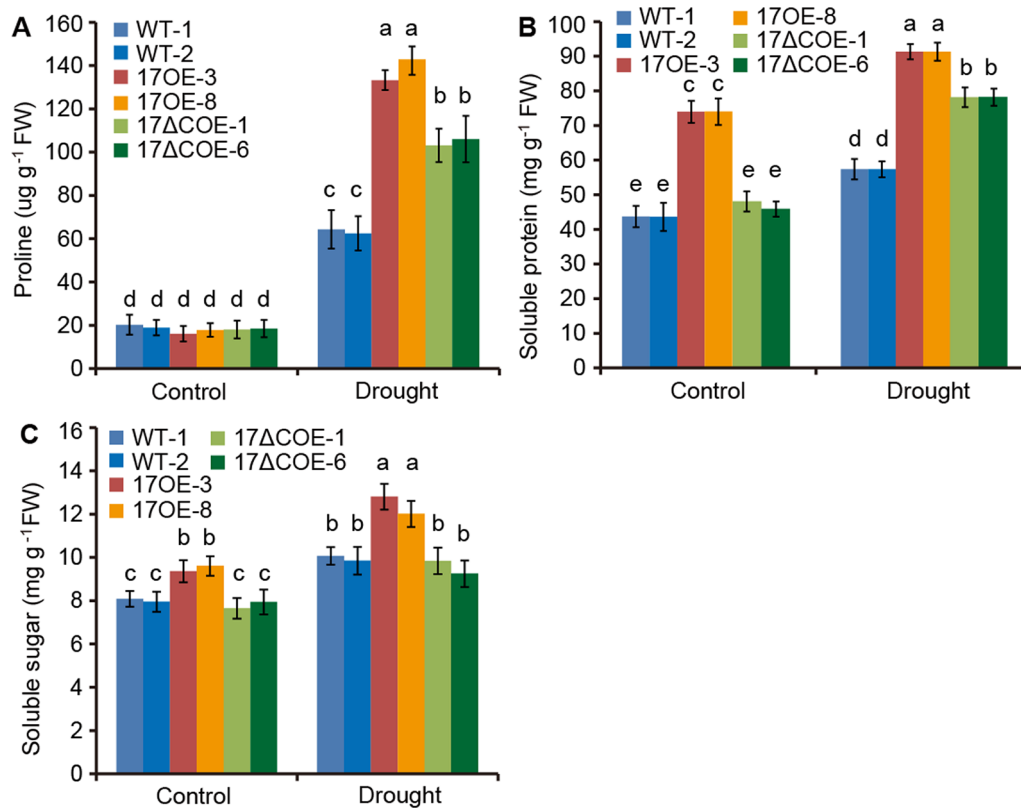 A
Proline (ug g⁻¹ FW)
160
140
120
100
80
60
40
20
0
WT-1
WT-2
17OE-3
17OE-8
17ΔCOE-1
17ΔCOE-6
d d d d d d
c c a a b b
Control Drought
B
Soluble protein (mg g⁻¹ FW)
100
90
80
70
60
50
40
30
20
10
0
WT-1 17OE-8
WT-2 17ΔCOE-1
17OE-3 17ΔCOE-6
e e c c e e
d d a a b b
Control Drought
C
Soluble sugar (mg g⁻¹FW)
16
14
12
10
8
6
4
2
0
WT-1 17ΔCOE-1
WT-2 17ΔCOE-6
17OE-3
17OE-8
c c b b c c
b b a a b b
Control Drought